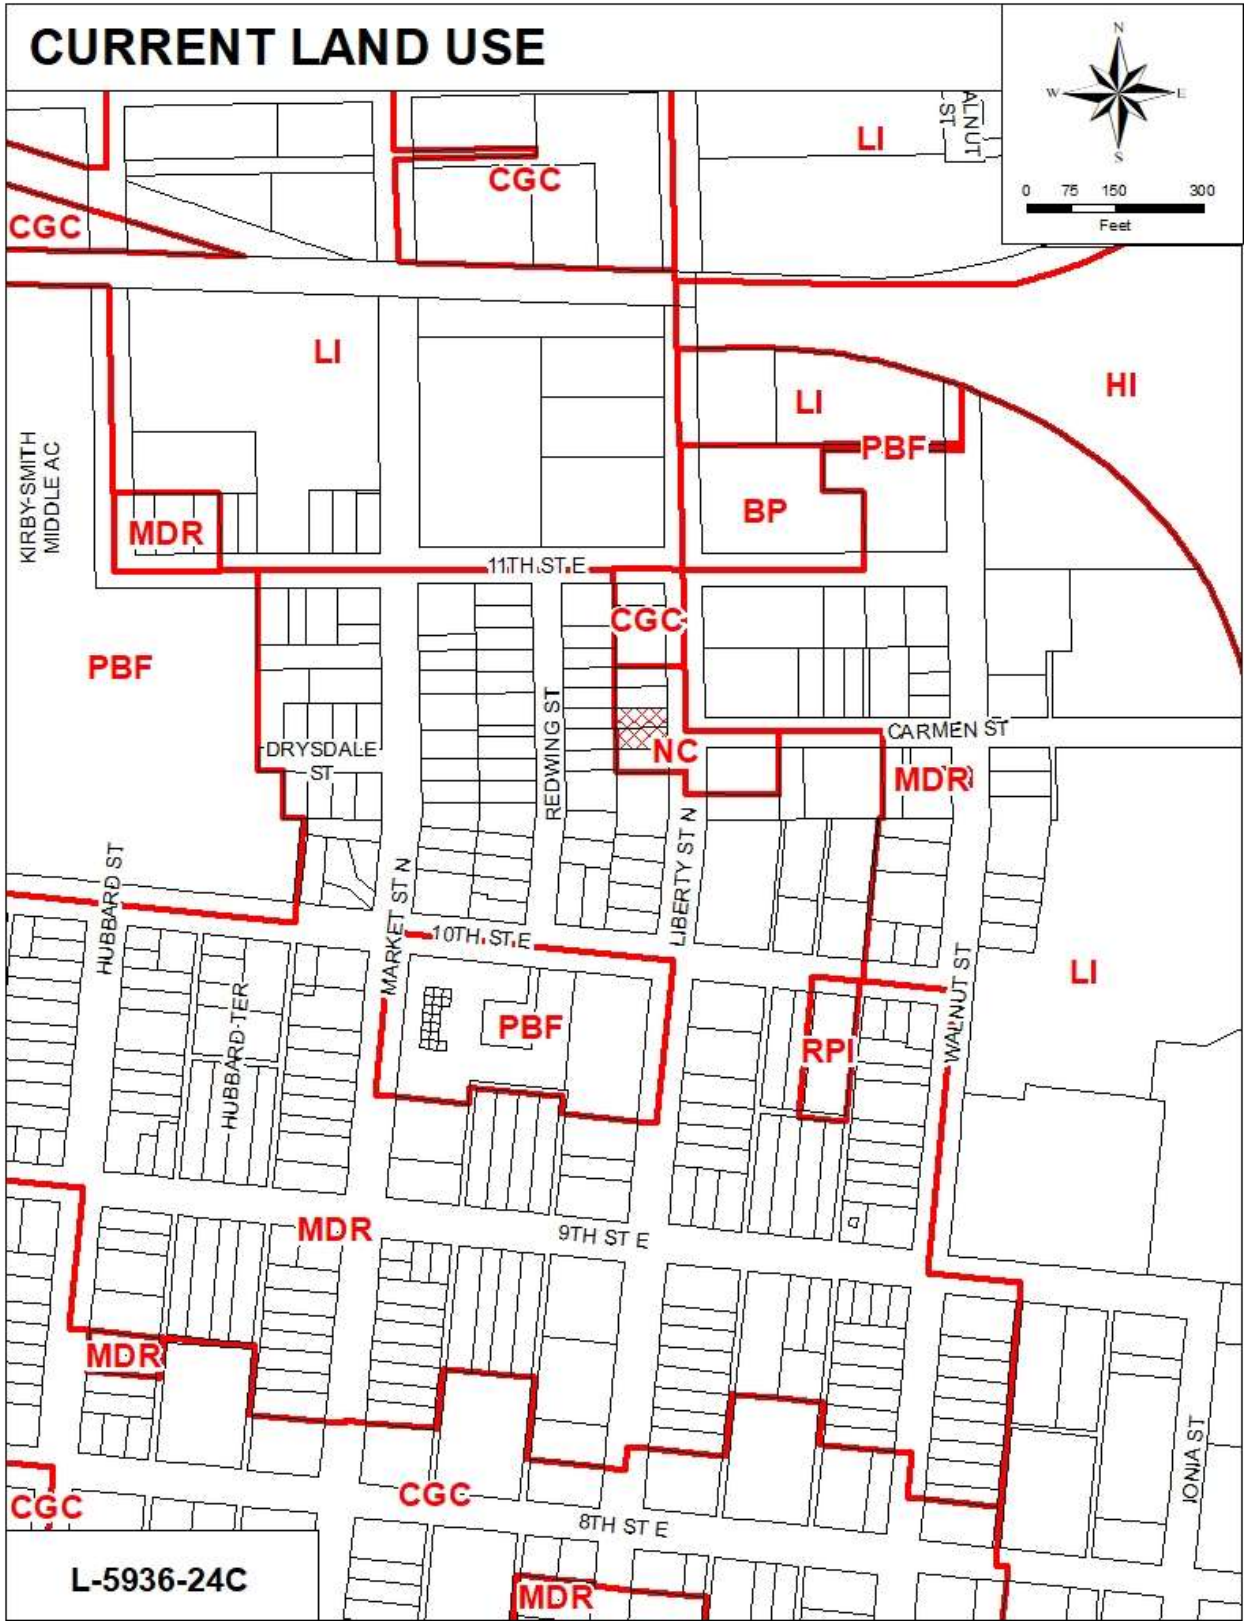 CURRENT LAND USE
N
W E
S
0 75 150 300
Feet
ALNUT
ST
LI
CGC
CGC
LI
HI
LI
PBF
KIRBY-SMITH
MIDDLE AC
BP
MDR
11TH ST E
CGC
PBF
REDWING ST
CARMEN ST
DRYSDALE
ST
NC
MDR
LIBERTY ST N
HUBBARD ST
MARKET ST N
10TH ST E
WALNUT ST
LI
HUBBARD TER
PBF
RPI
MDR
9TH ST E
MDR
IONIA ST
CGC
CGC
8TH ST E
L-5936-24C
MDR